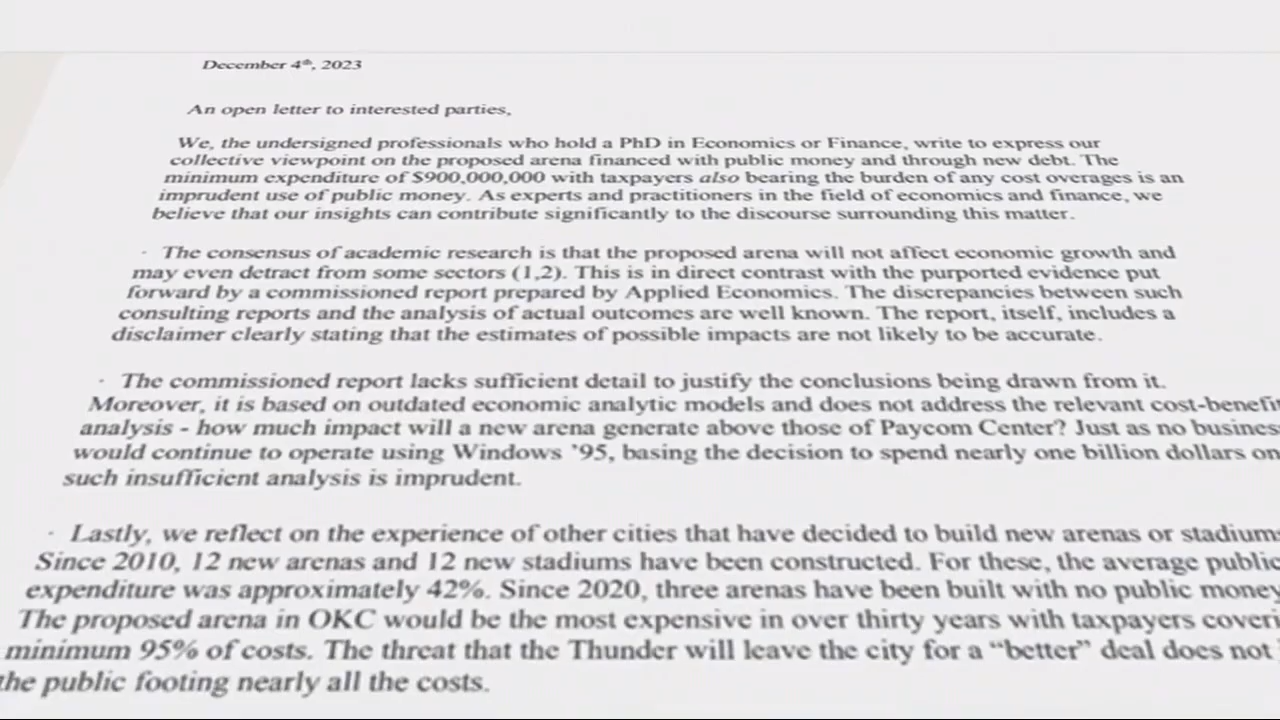 December 4th, 2023
An open letter to interested parties,
We, the undersigned professionals who hold a PhD in Economics or Finance, write to express our
collective viewpoint on the proposed arena financed with public money and through new debt. The
minimum expenditure of $900,000,000 with taxpayers also bearing the burden of any cost overages is an
imprudent use of public money. As experts and practitioners in the field of economics and finance, we
believe that our insights can contribute significantly to the discourse surrounding this matter.
· The consensus of academic research is that the proposed arena will not affect economic growth and
may even detract from some sectors (1,2). This is in direct contrast with the purported evidence put
forward by a commissioned report prepared by Applied Economics. The discrepancies between such
consulting reports and the analysis of actual outcomes are well known. The report, itself, includes a
disclaimer clearly stating that the estimates of possible impacts are not likely to be accurate.
· The commissioned report lacks sufficient detail to justify the conclusions being drawn from it.
Moreover, it is based on outdated economic analytic models and does not address the relevant cost-benefi
analysis - how much impact will a new arena generate above those of Paycom Center? Just as no busines
would continue to operate using Windows ’95, basing the decision to spend nearly one billion dollars on
such insufficient analysis is imprudent.
· Lastly, we reflect on the experience of other cities that have decided to build new arenas or stadiums
Since 2010, 12 new arenas and 12 new stadiums have been constructed. For these, the average public
expenditure was approximately 42%. Since 2020, three arenas have been built with no public money
The proposed arena in OKC would be the most expensive in over thirty years with taxpayers coveri
minimum 95% of costs. The threat that the Thunder will leave the city for a “better” deal does not
the public footing nearly all the costs.